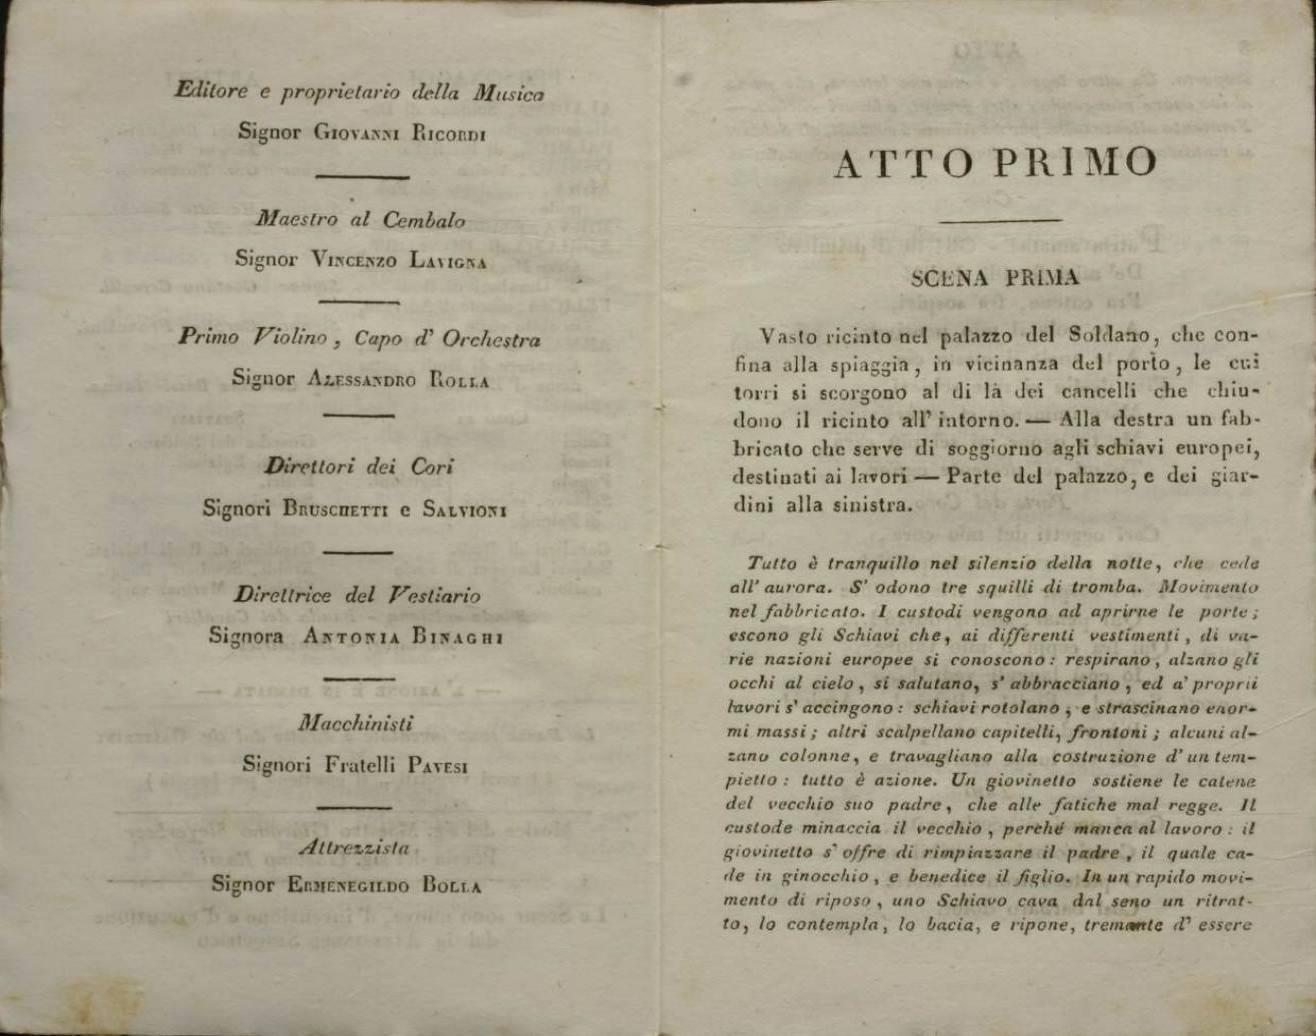 Editore e proprietario della Musica
Signor GIOVANNI RICORDI
Maestro al Cembalo
Signor VINCENZO LAVIGNA
Primo Violino, Capo d' Orchestra
Signor ALESSANDRO ROLLA
Direttori dei Cori
Signori BRUSCHETTI e SALVIONI
Direttrice del Vestiario
Signora ANTONIA BINAGHI
Macchinisti
Signori Fratelli PAVESI
Attrezzista
Signor ERMENEGILDO BOLLA
ATTO PRIMO
SCENA PRIMA
Vasto ricinto nel palazzo del Soldano, che con-
fina alla spiaggia, in vicinanza del porto, le cui
torri si scorgono al di là dei cancelli che chiu-
dono il ricinto all' intorno. — Alla destra un fab-
bricato che serve di soggiorno agli schiavi europei,
destinati ai lavori — Parte del palazzo, e dei giar-
dini alla sinistra.
Tutto è tranquillo nel silenzio della notte, che cede
all' aurora. S' odono tre squilli di tromba. Movimento
nel fabbricato. I custodi vengono ad aprirne le porte;
escono gli Schiavi che, ai differenti vestimenti, di va-
rie nazioni europee si conoscono: respirano, alzano gli
occhi al cielo, si salutano, s' abbracciano, ed a' proprii
lavori s' accingono: schiavi rotolano, e strascinano enor-
mi massi; altri scalpellano capitelli, frontoni; alcuni al-
zano colonne, e travagliano alla costruzione d' un tem-
pietto: tutto è azione. Un giovinetto sostiene le catene
del vecchio suo padre, che alle fatiche mal regge. Il
custode minaccia il vecchio, perché manca al lavoro: il
giovinetto s' offre di rimpiazzare il padre, il quale ca-
de in ginocchio, e benedice il figlio. In un rapido movi-
mento di riposo, uno Schiavo cava dal seno un ritrat-
to, lo contempla, lo bacia, e ripone, tremante d' essere